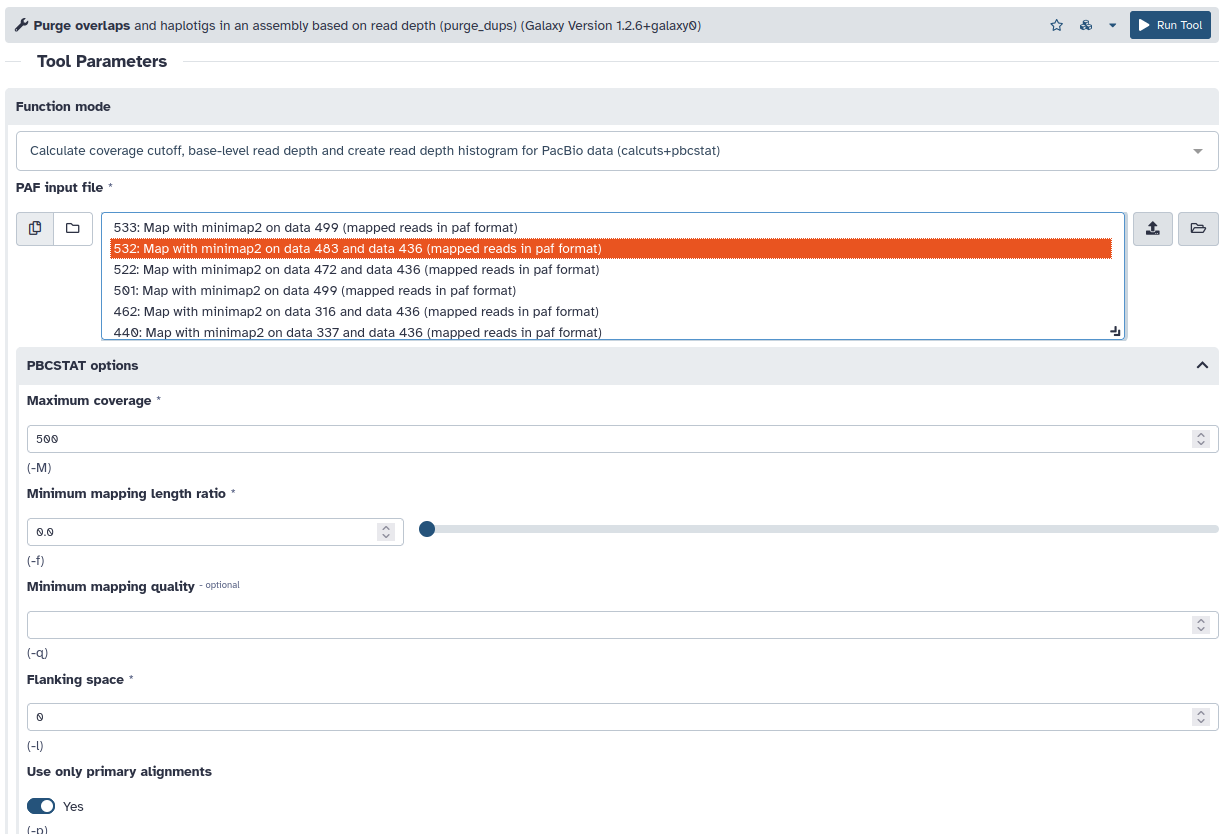 Purge overlaps and haplotigs in an assembly based on read depth (purge_dups) (Galaxy Version 1.2.6+galaxy0)
Run Tool
Tool Parameters
Function mode
Calculate coverage cutoff, base-level read depth and create read depth histogram for PacBio data (calcuts+pbcstat)
PAF input file *
533: Map with minimap2 on data 499 (mapped reads in paf format)
532: Map with minimap2 on data 483 and data 436 (mapped reads in paf format)
522: Map with minimap2 on data 472 and data 436 (mapped reads in paf format)
501: Map with minimap2 on data 499 (mapped reads in paf format)
462: Map with minimap2 on data 316 and data 436 (mapped reads in paf format)
440: Map with minimap2 on data 337 and data 436 (mapped reads in paf format)
PBCSTAT options
Maximum coverage *
500
(-M)
Minimum mapping length ratio *
0.0
(-f)
Minimum mapping quality - optional
(-q)
Flanking space *
0
(-l)
Use only primary alignments
Yes
(-p)